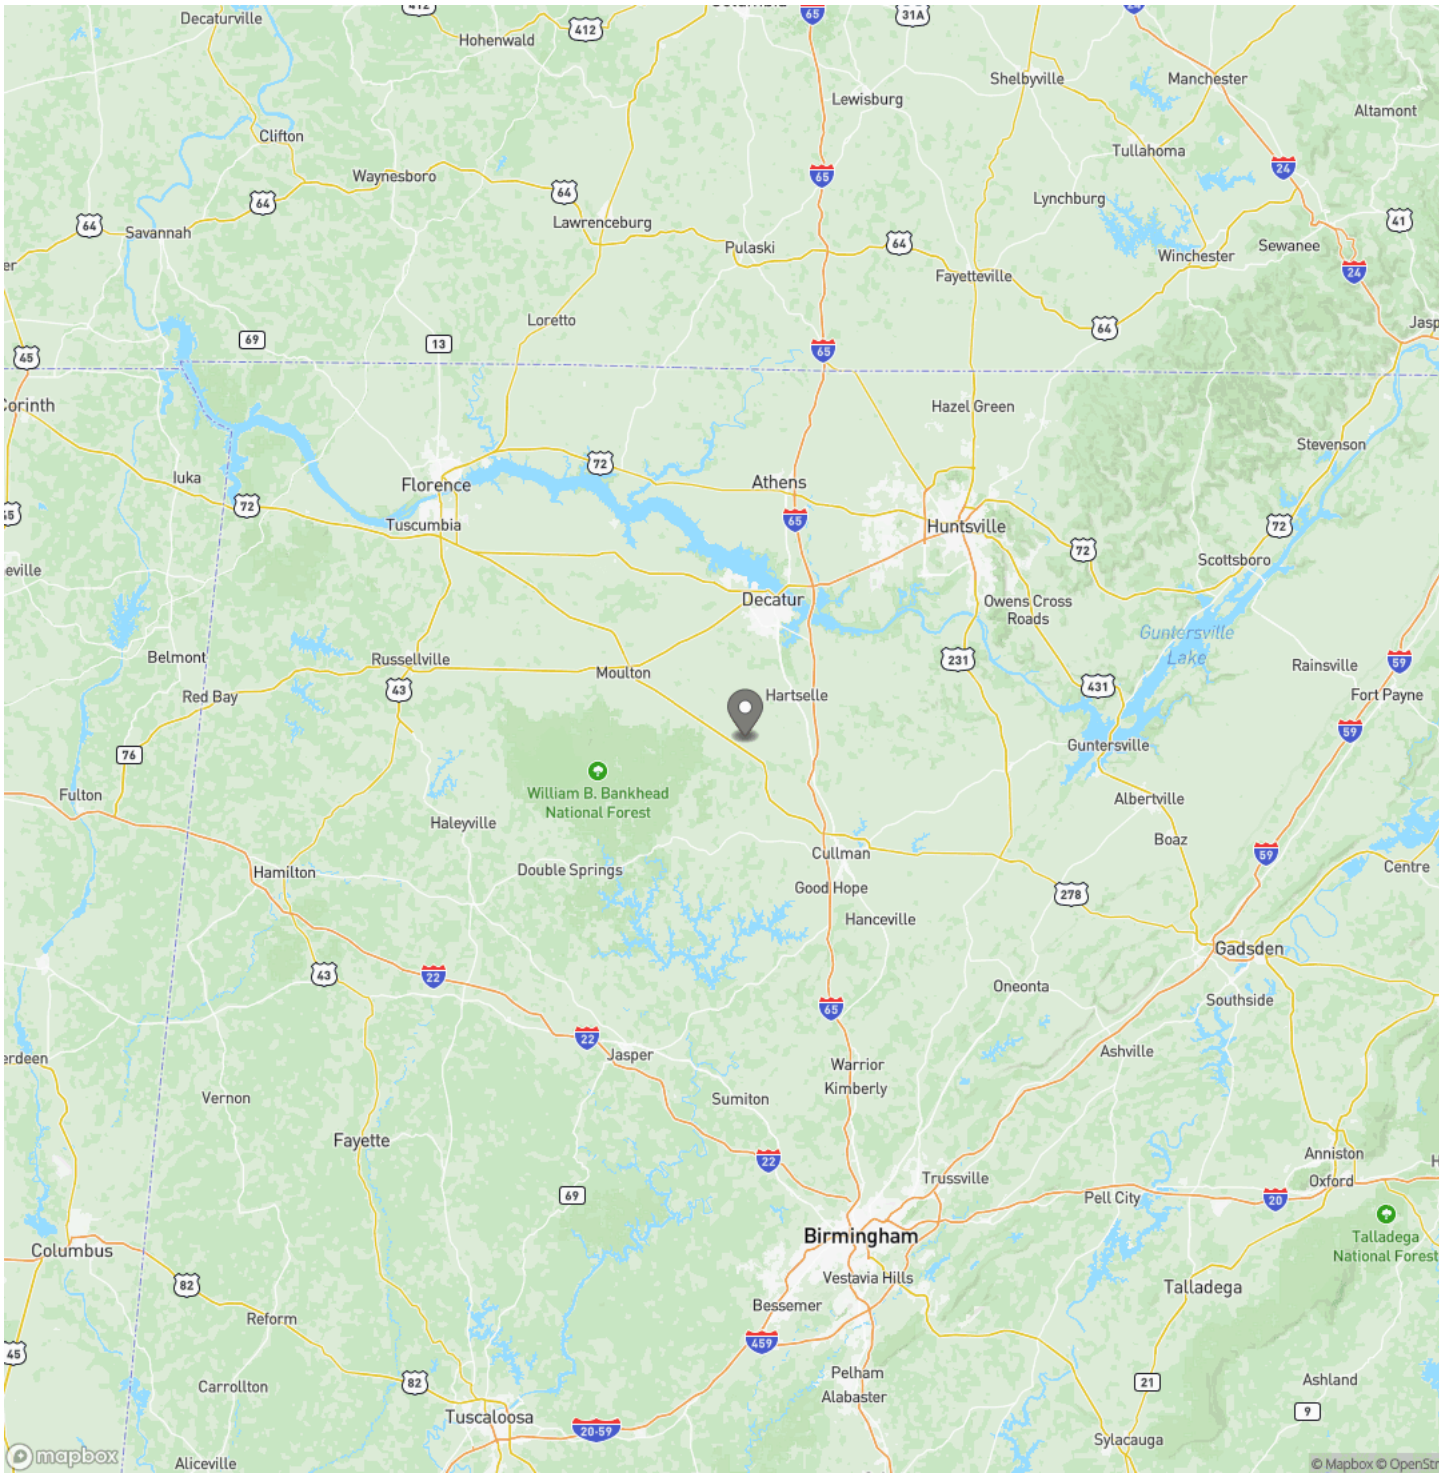 412
Columbia
65
31A
24
Decaturville
412
Hohenwald
Shelbyville
Manchester
Lewisburg
Altamont
Clifton
Tullahoma
24
Waynesboro
65
64
64
Lynchburg
64
Lawrenceburg
41
Savannah
Pulaski
64
Sewanee
Winchester
er
24
Fayetteville
Loretto
64
Jasp
69
13
65
45
Corinth
Hazel Green
Stevenson
72
Iuka
Florence
Athens
72
45
65
Huntsville
72
Tuscumbia
72
Scottsboro
eville
Decatur
Owens Cross
Roads
Guntersville
Lake
Belmont
Russellville
231
59
Rainsville
Moulton
431
43
Red Bay
Hartselle
Fort Payne
59
Guntersville
76
William B. Bankhead
National Forest
Fulton
Albertville
Haleyville
Boaz
Cullman
59
Double Springs
Centre
Hamilton
Good Hope
278
Hanceville
Gadsden
43
22
Oneonta
Southside
65
22
Jasper
Ashville
erdeen
Warrior
Kimberly
Vernon
Sumiton
Fayette
Anniston
22
Trussville
Oxford
H
69
Pell City
20
Birmingham
Talladega
National Forest
Columbus
Vestavia Hills
82
Talladega
Bessemer
Reform
459
45
Pelham
82
21
Ashland
Carrollton
Alabaster
9
Tuscaloosa
20-59
Sylacauga
mapbox
Aliceville
© Mapbox © OpenStr